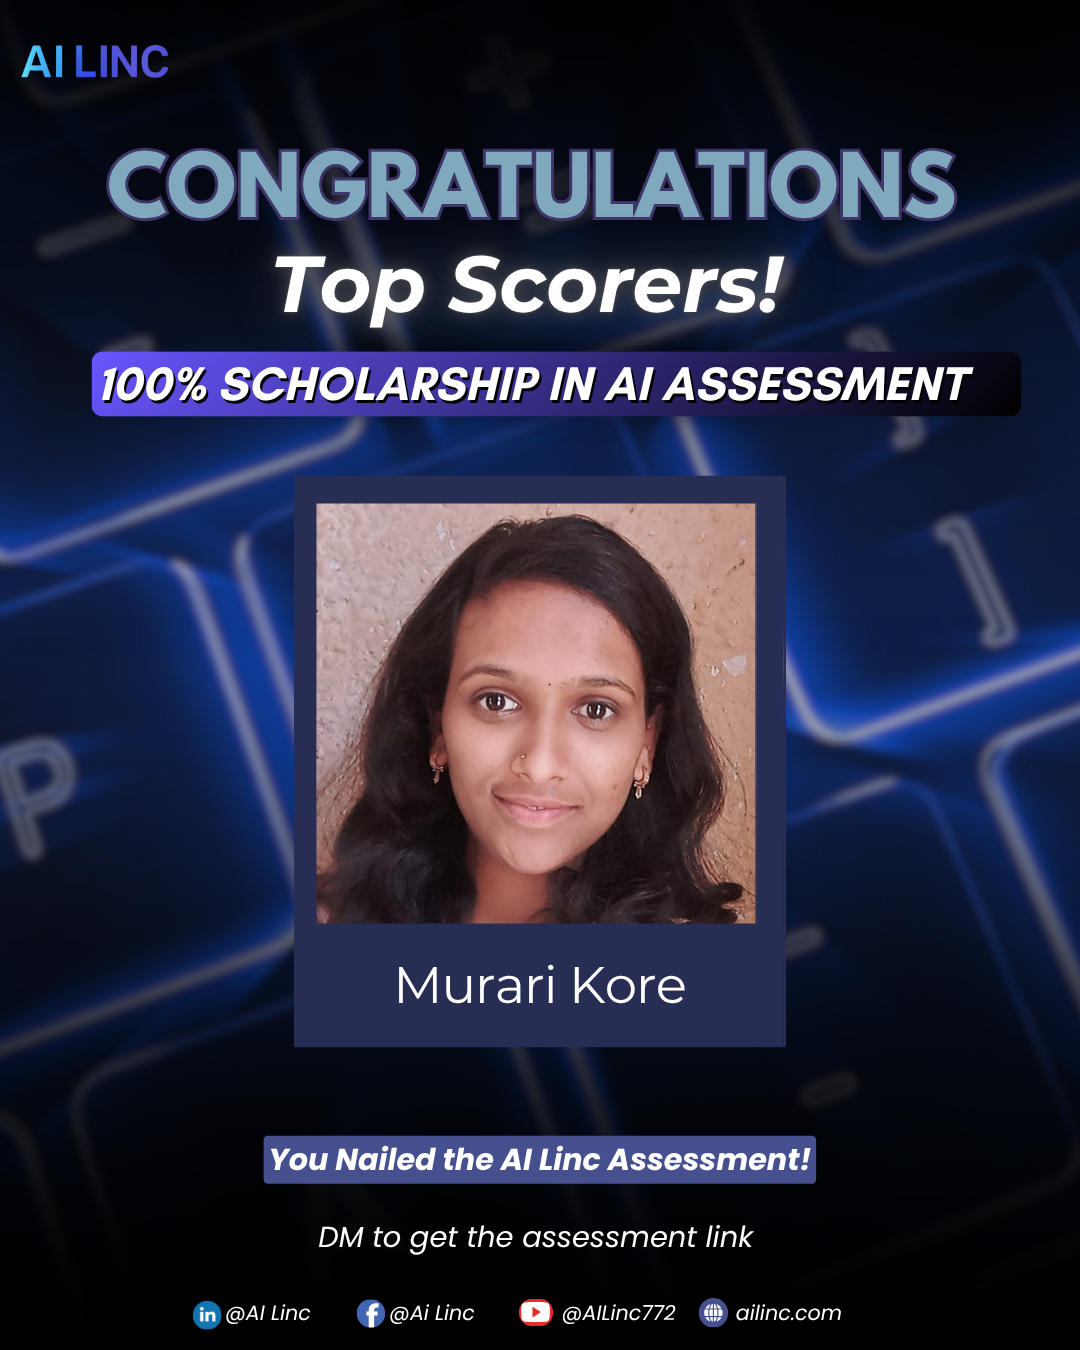 AI LINC
CONGRATULATIONS
Top Scorers!
100% SCHOLARSHIP IN AI ASSESSMENT
Murari Kore
You Nailed the AI Linc Assessment!
DM to get the assessment link
@AI Linc @Ai Linc @AILinc772 ailinc.com